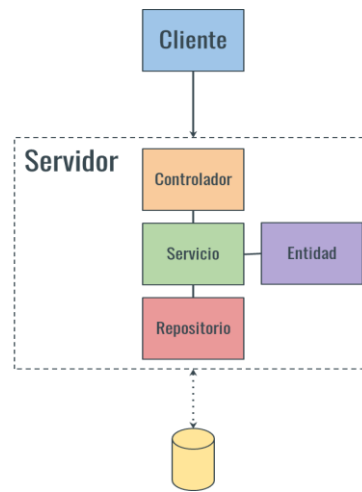 Cliente
Servidor
Controlador
Servicio
Entidad
Repositorio